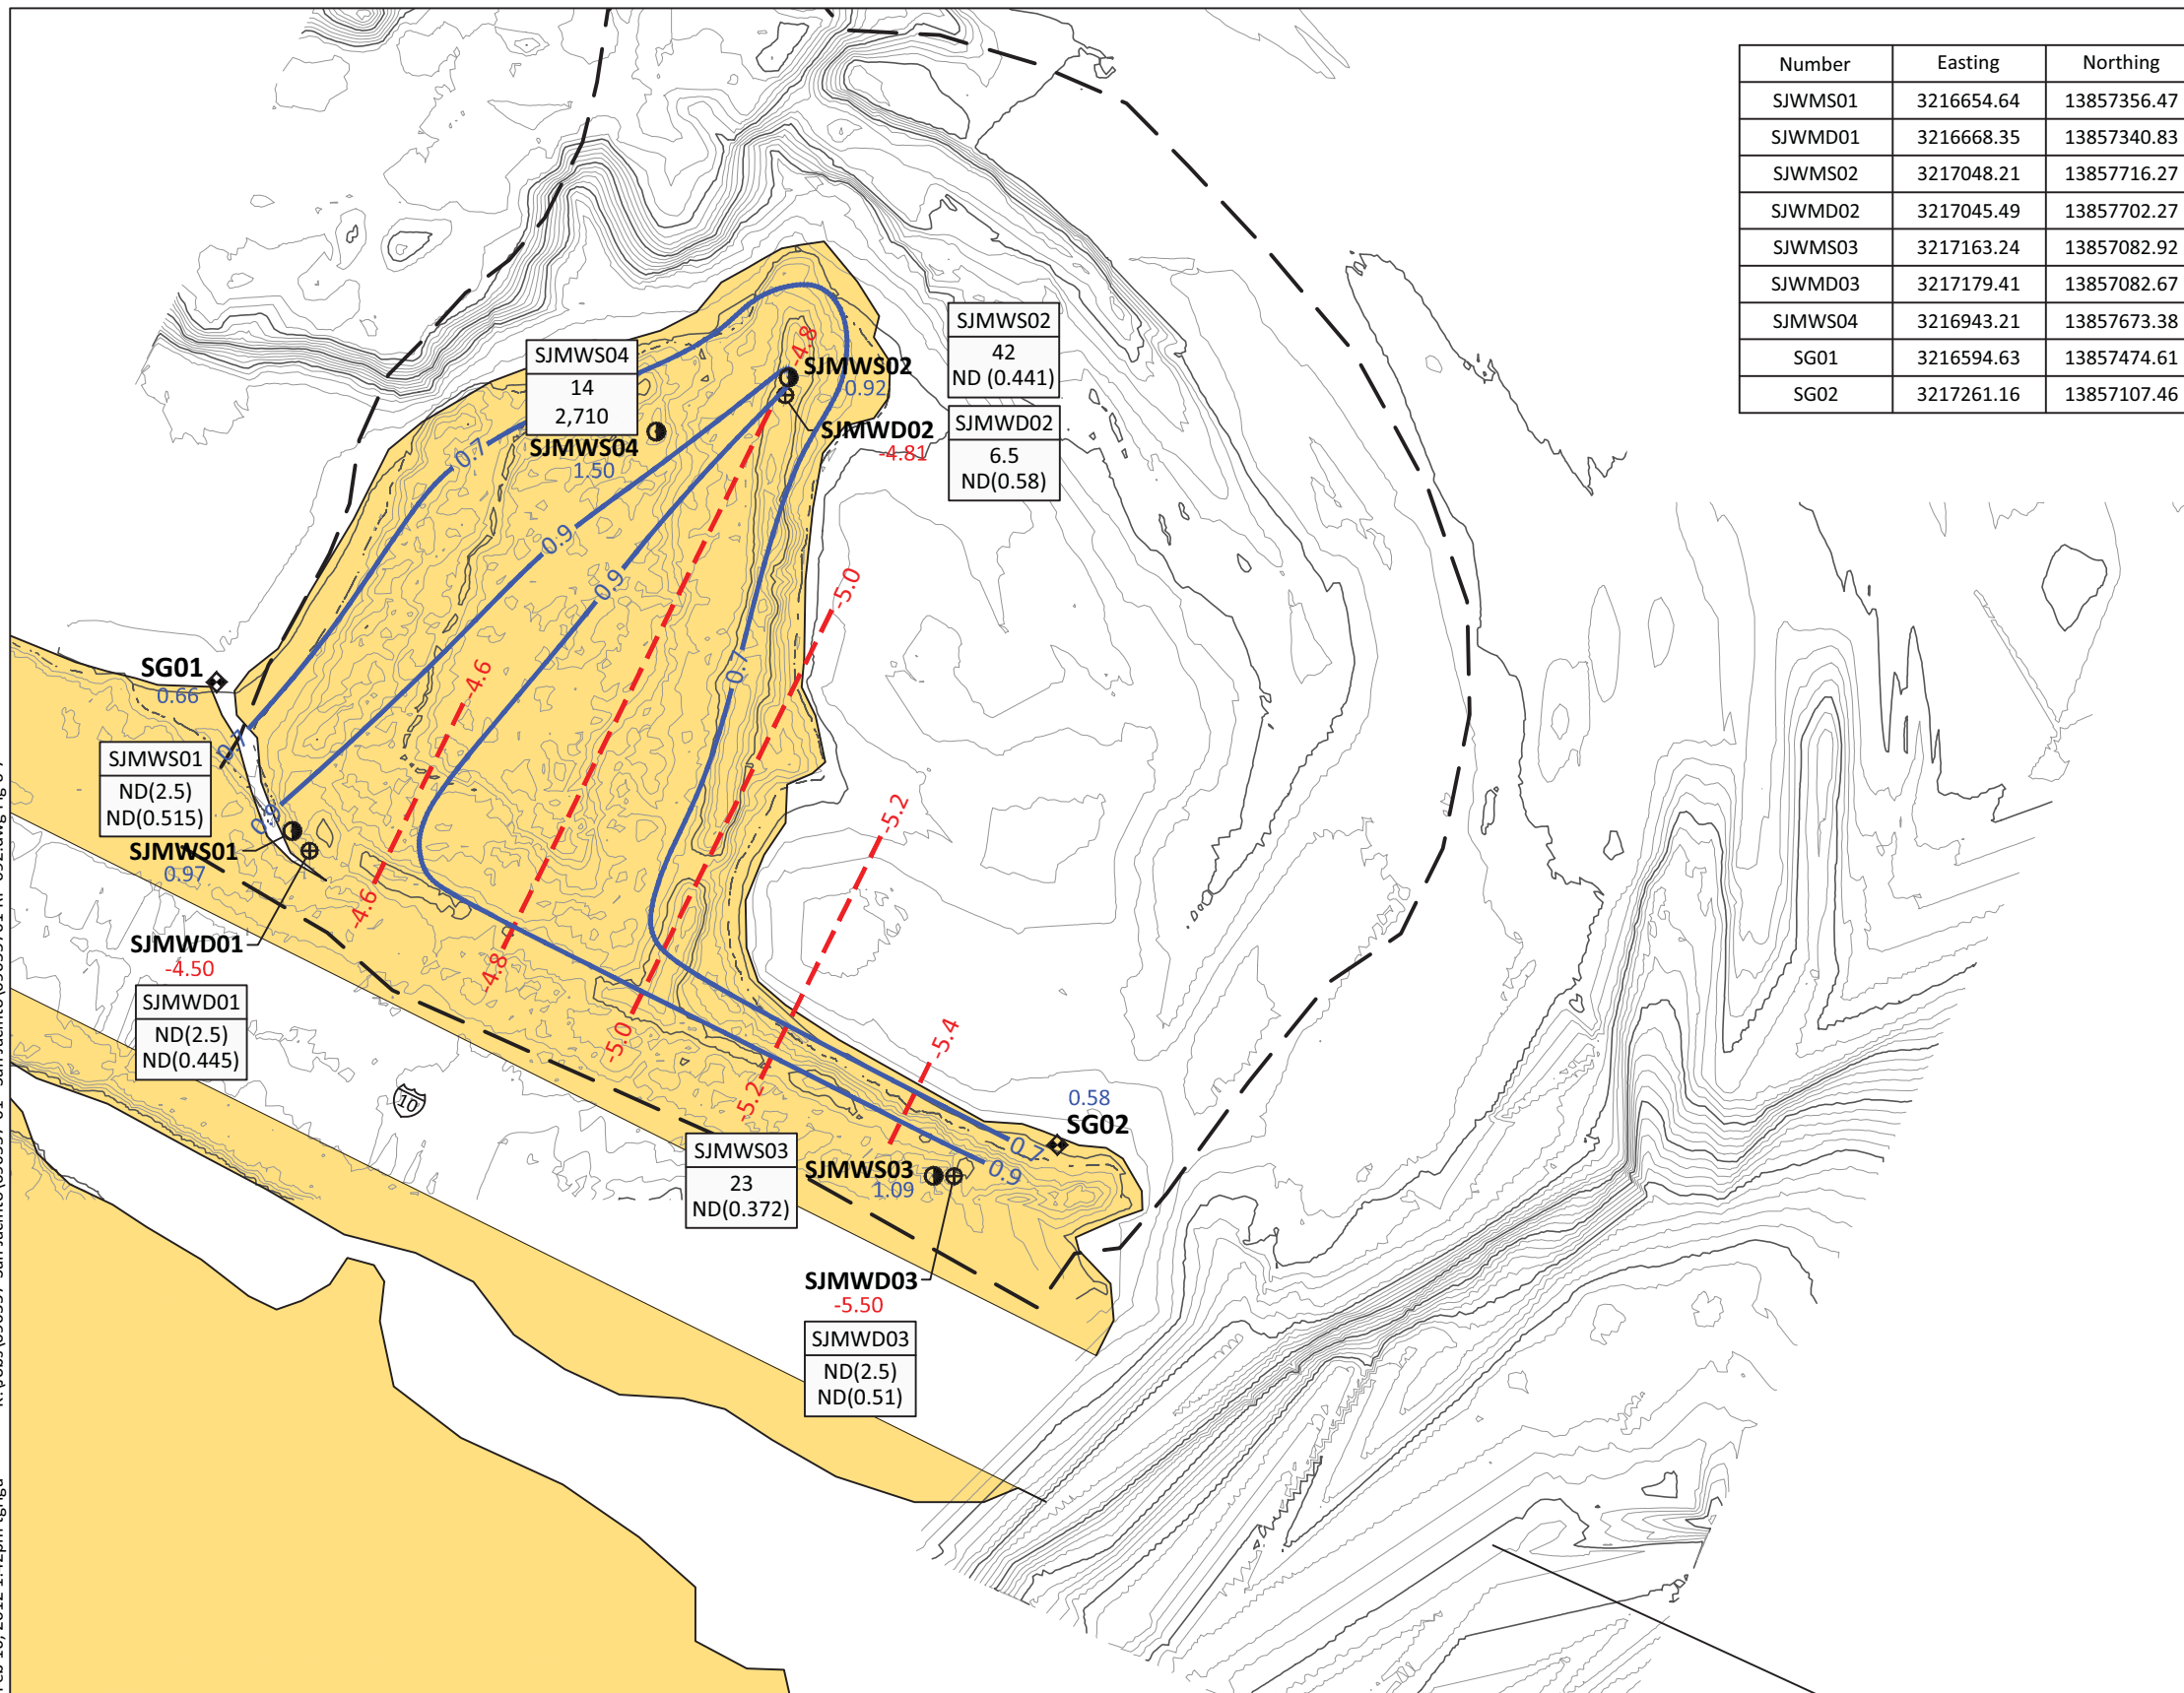 Number Easting Northing
SJWMS01 3216654.64 13857356.47
SJWMD01 3216668.35 13857340.83
SJWMS02 3217048.21 13857716.27
SJWMD02 3217045.49 13857702.27
SJWMS03 3217163.24 13857082.92
SJWMD03 3217179.41 13857082.67
SJMWS04 3216943.21 13857673.38
SG01 3216594.63 13857474.61
SG02 3217261.16 13857107.46
SJMWS02
42
ND (0.441)
SJMWS04
14
2,710
-4.8
SJMWS02
0.92
SJMWD02
6.5
ND(0.58)
SJMWD02
-4.81
SJMWS04
1.50
0.7
0.9
0.9
-5.0
SG01
0.66
-4.6
0.7
0.7
SJMWS01
ND(2.5)
ND(0.515)
0.9
-5.2
SJMWS01
0.97
-4.6
SJMWD01
-4.50
-4.8
SJMWD01
ND(2.5)
ND(0.445)
-5.0
-5.4
10
-5.2
0.58
SG02
SJMWS03
23
ND(0.372)
SJMWS03
1.09
0.7
0.9
SJMWD03
-5.50
SJMWD03
ND(2.5)
ND(0.51)